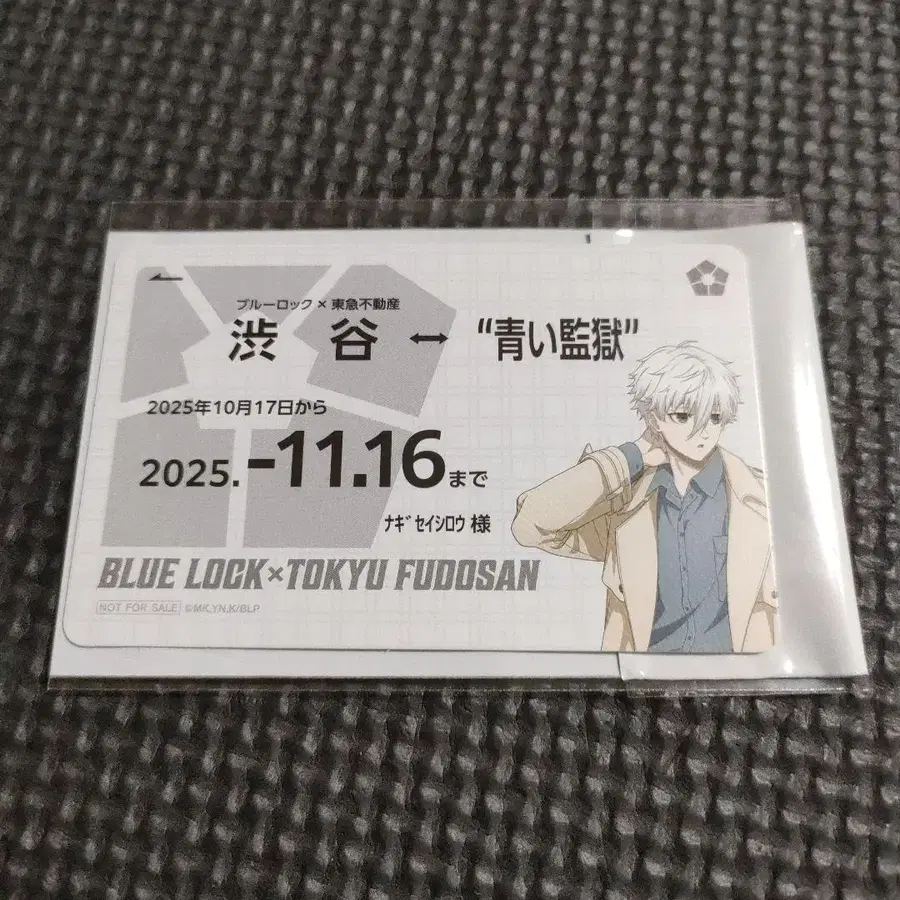 ブルーロック×東急不動産
渋谷↔“青い監獄”
2025年10月17日から
2025.-11.16まで
ﾅｷﾞｾｲｼﾛｳ 様
BLUE LOCK×TOKYU FUDOSAN
NOT FOR SALE ©MK,YN,K/BLP